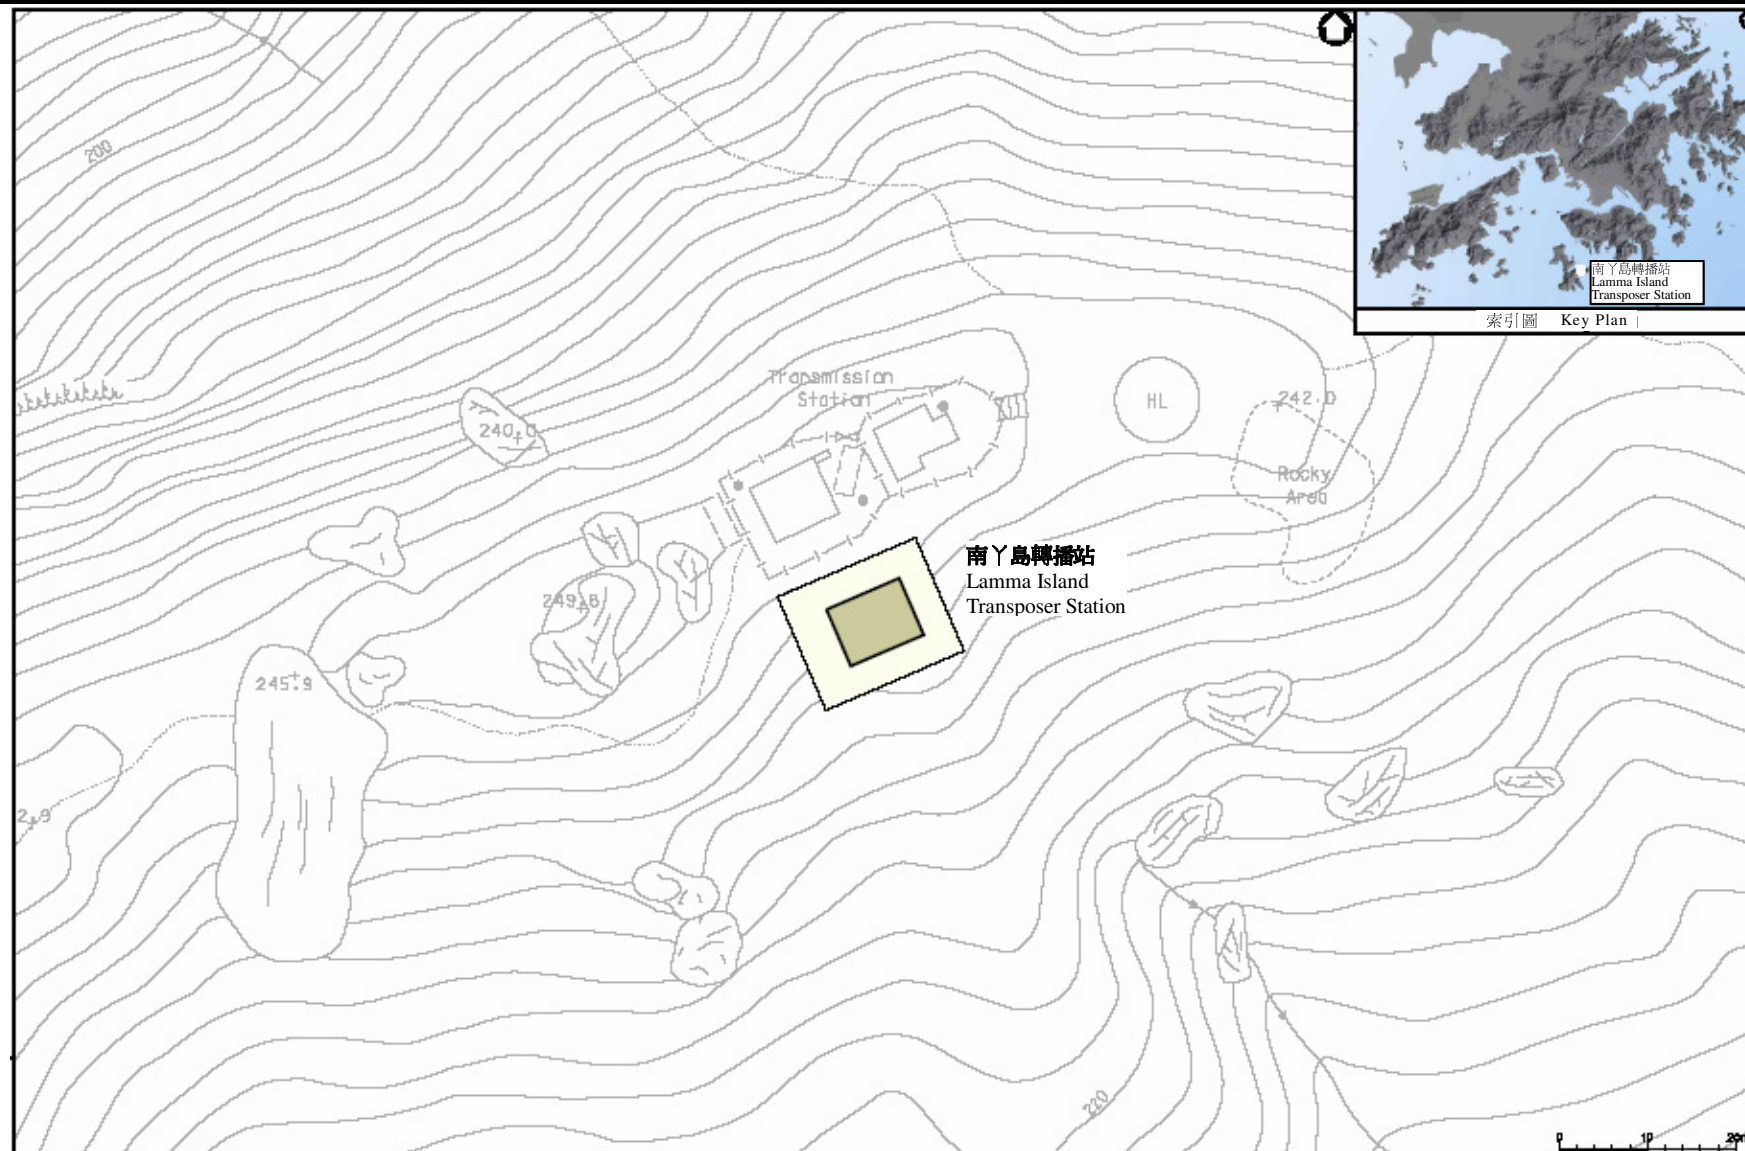 200
南丫島轉播站
Lamma Island
Transposer Station
索引圖 Key Plan
Transmission
Station
HL
242.0
240.0
Rocky
Area
南丫島轉播站
Lamma Island
Transposer Station
245.9
220
0 10